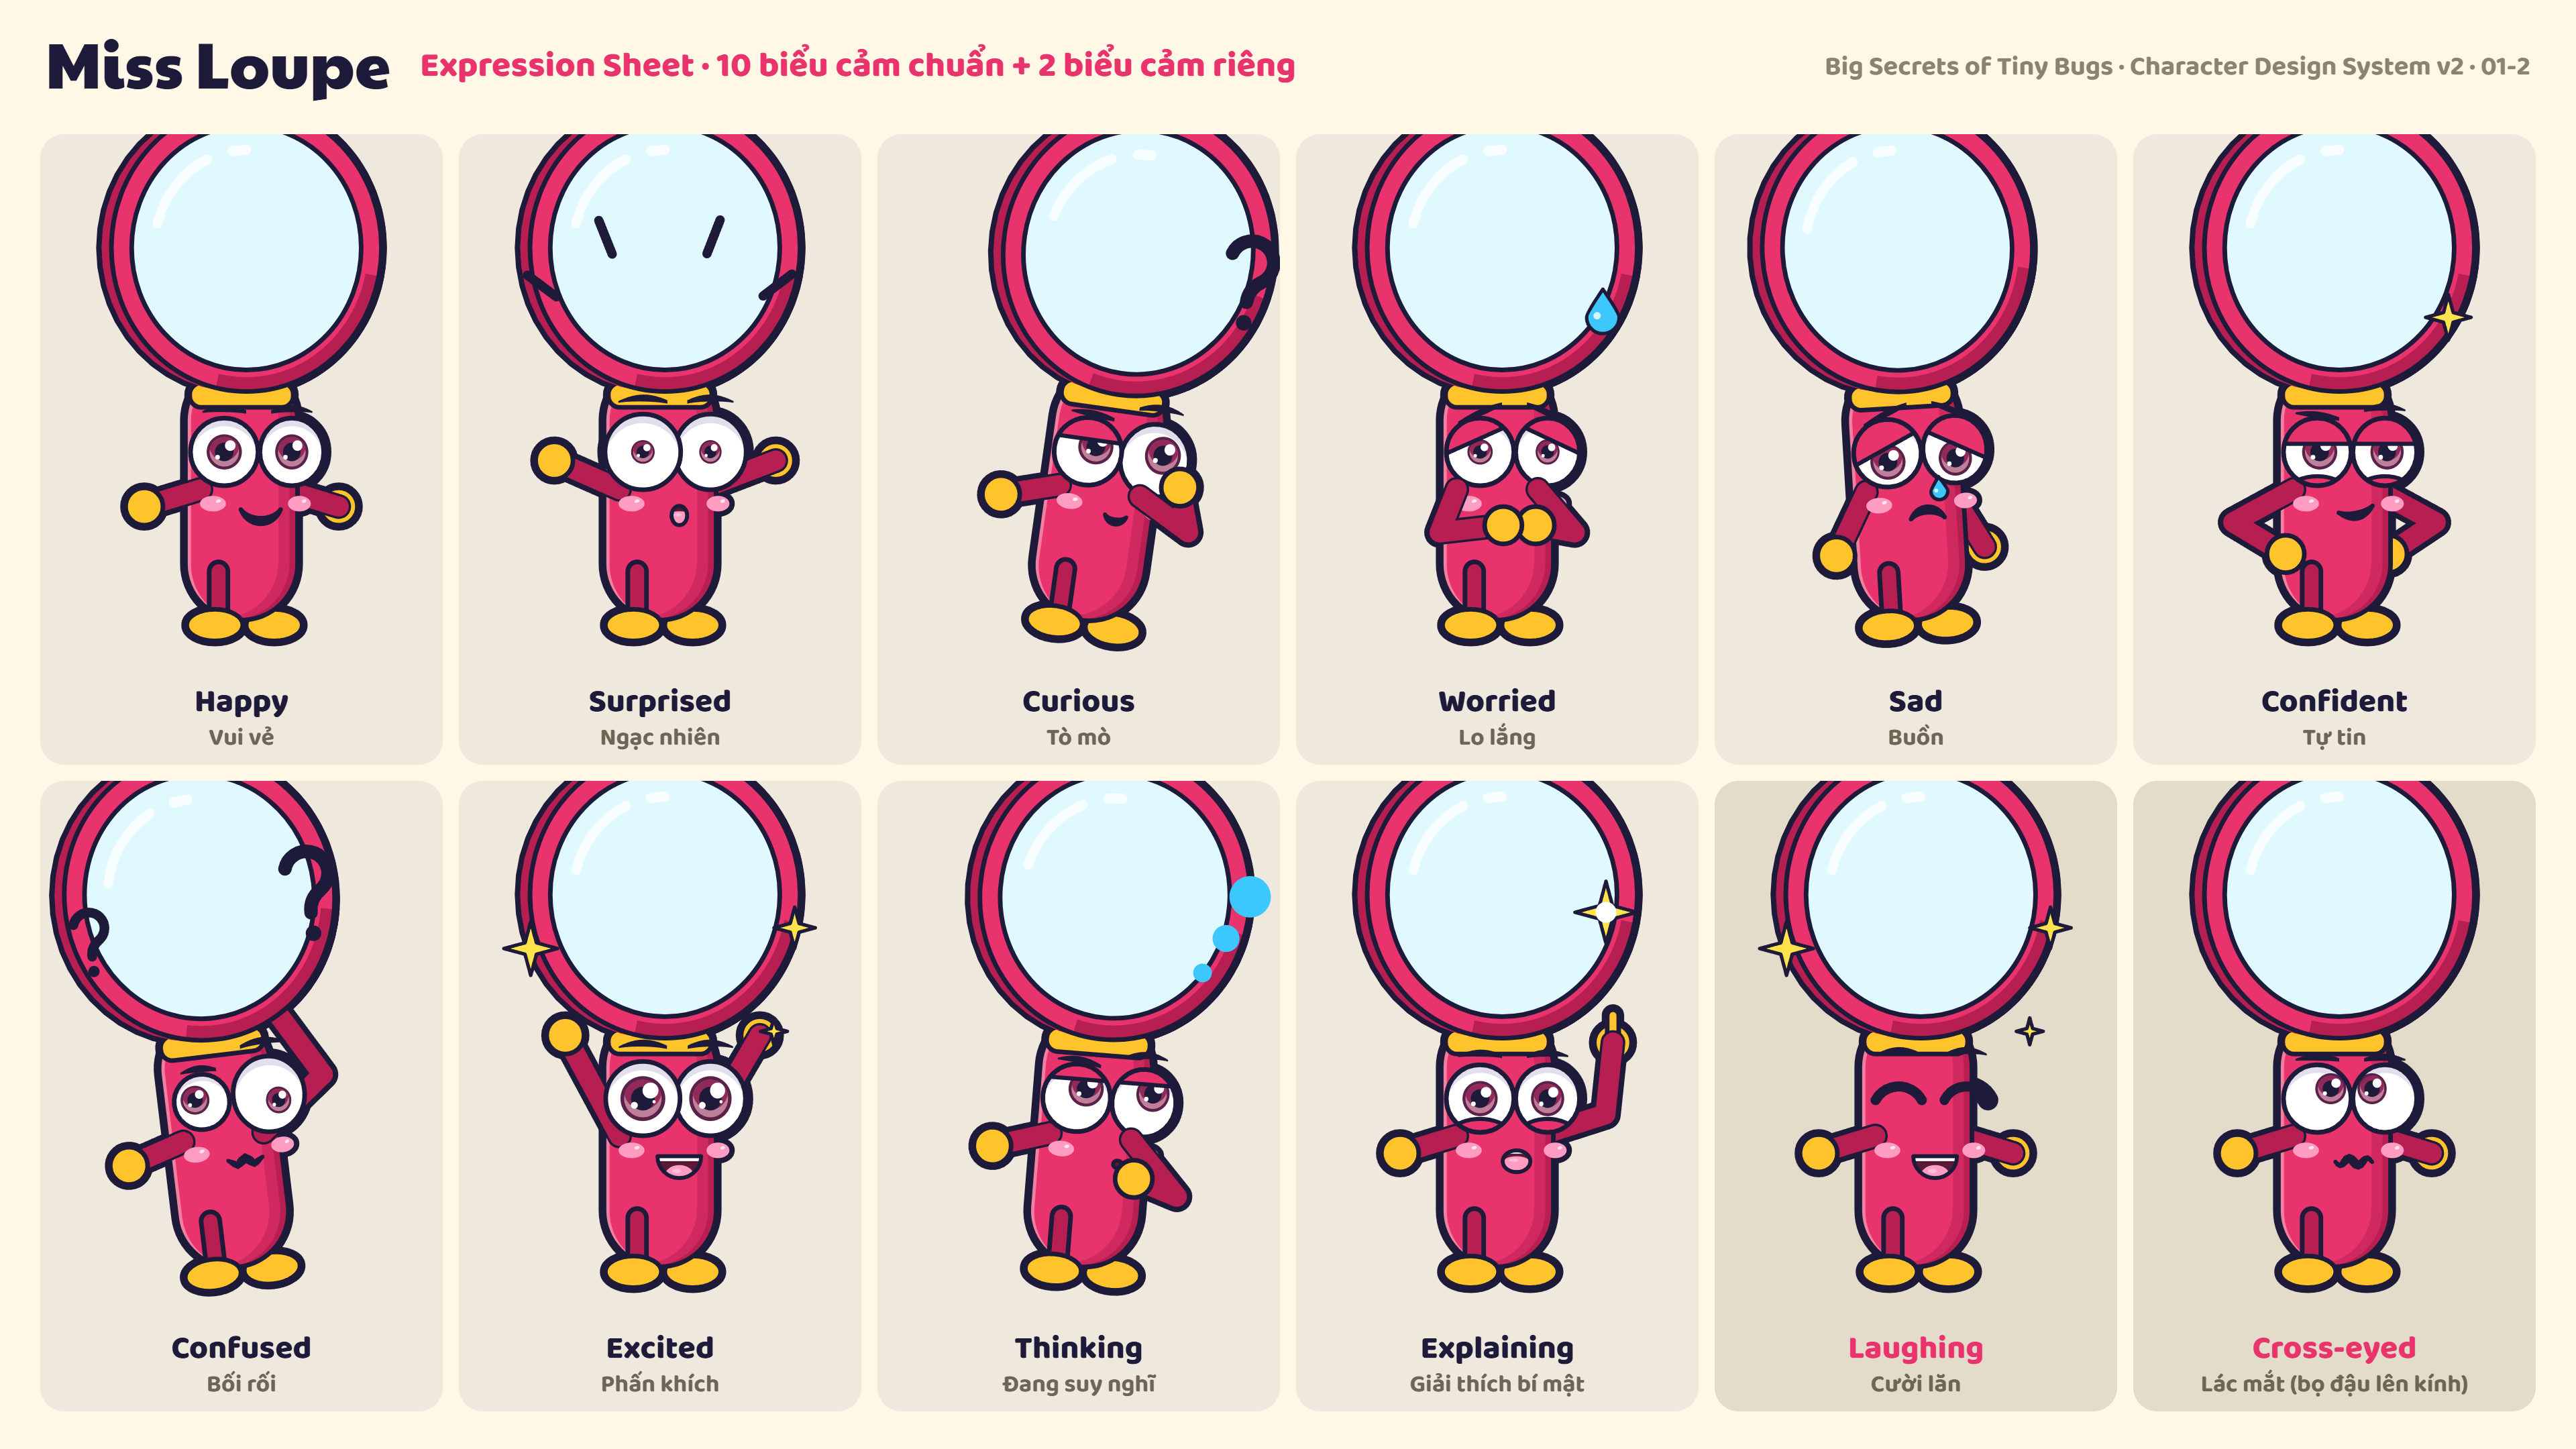 Miss Loupe
Expression Sheet · 10 biểu cảm chuẩn + 2 biểu cảm riêng
Big Secrets of Tiny Bugs · Character Design System v2 · 01-2
Happy
Vui vẻ
Surprised
Ngạc nhiên
Curious
Tò mò
Worried
Lo lắng
Sad
Buồn
Confident
Tự tin
Confused
Bối rối
Excited
Phấn khích
Thinking
Đang suy nghĩ
Explaining
Giải thích bí mật
Laughing
Cười lăn
Cross-eyed
Lác mắt (bọ đậu lên kính)